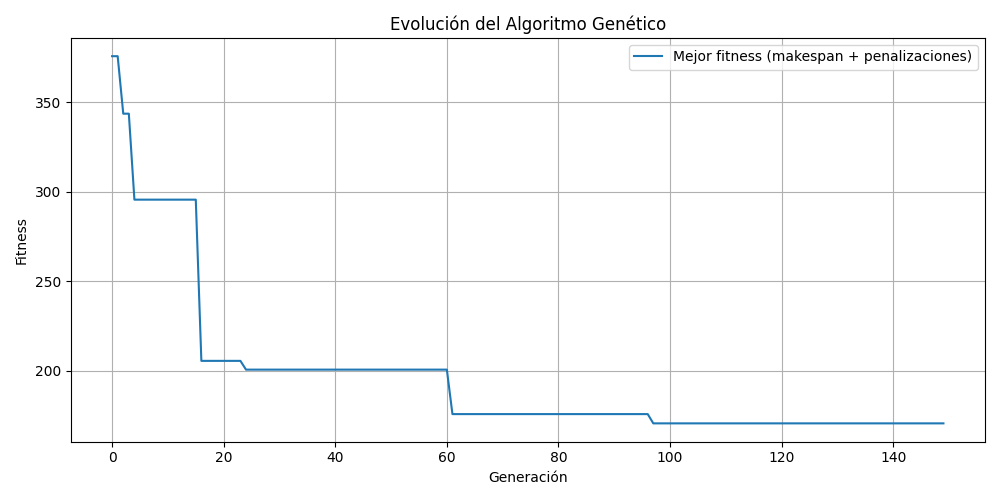 Evolución del Algoritmo Genético
Mejor fitness (makespan + penalizaciones)
Fitness
350
300
250
200
0 20 40 60 80 100 120 140
Generación